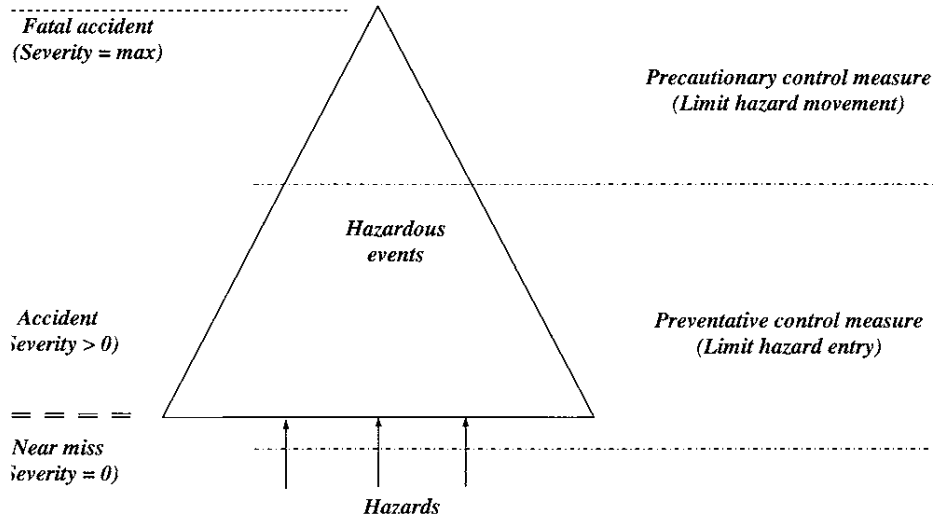 Fatal accident
(Severity = max)
Precautionary control measure
(Limit hazard movement)
Hazardous
events
Accident
Severity > 0)
Preventative control measure
(Limit hazard entry)
Near miss
Severity = 0)
Hazards